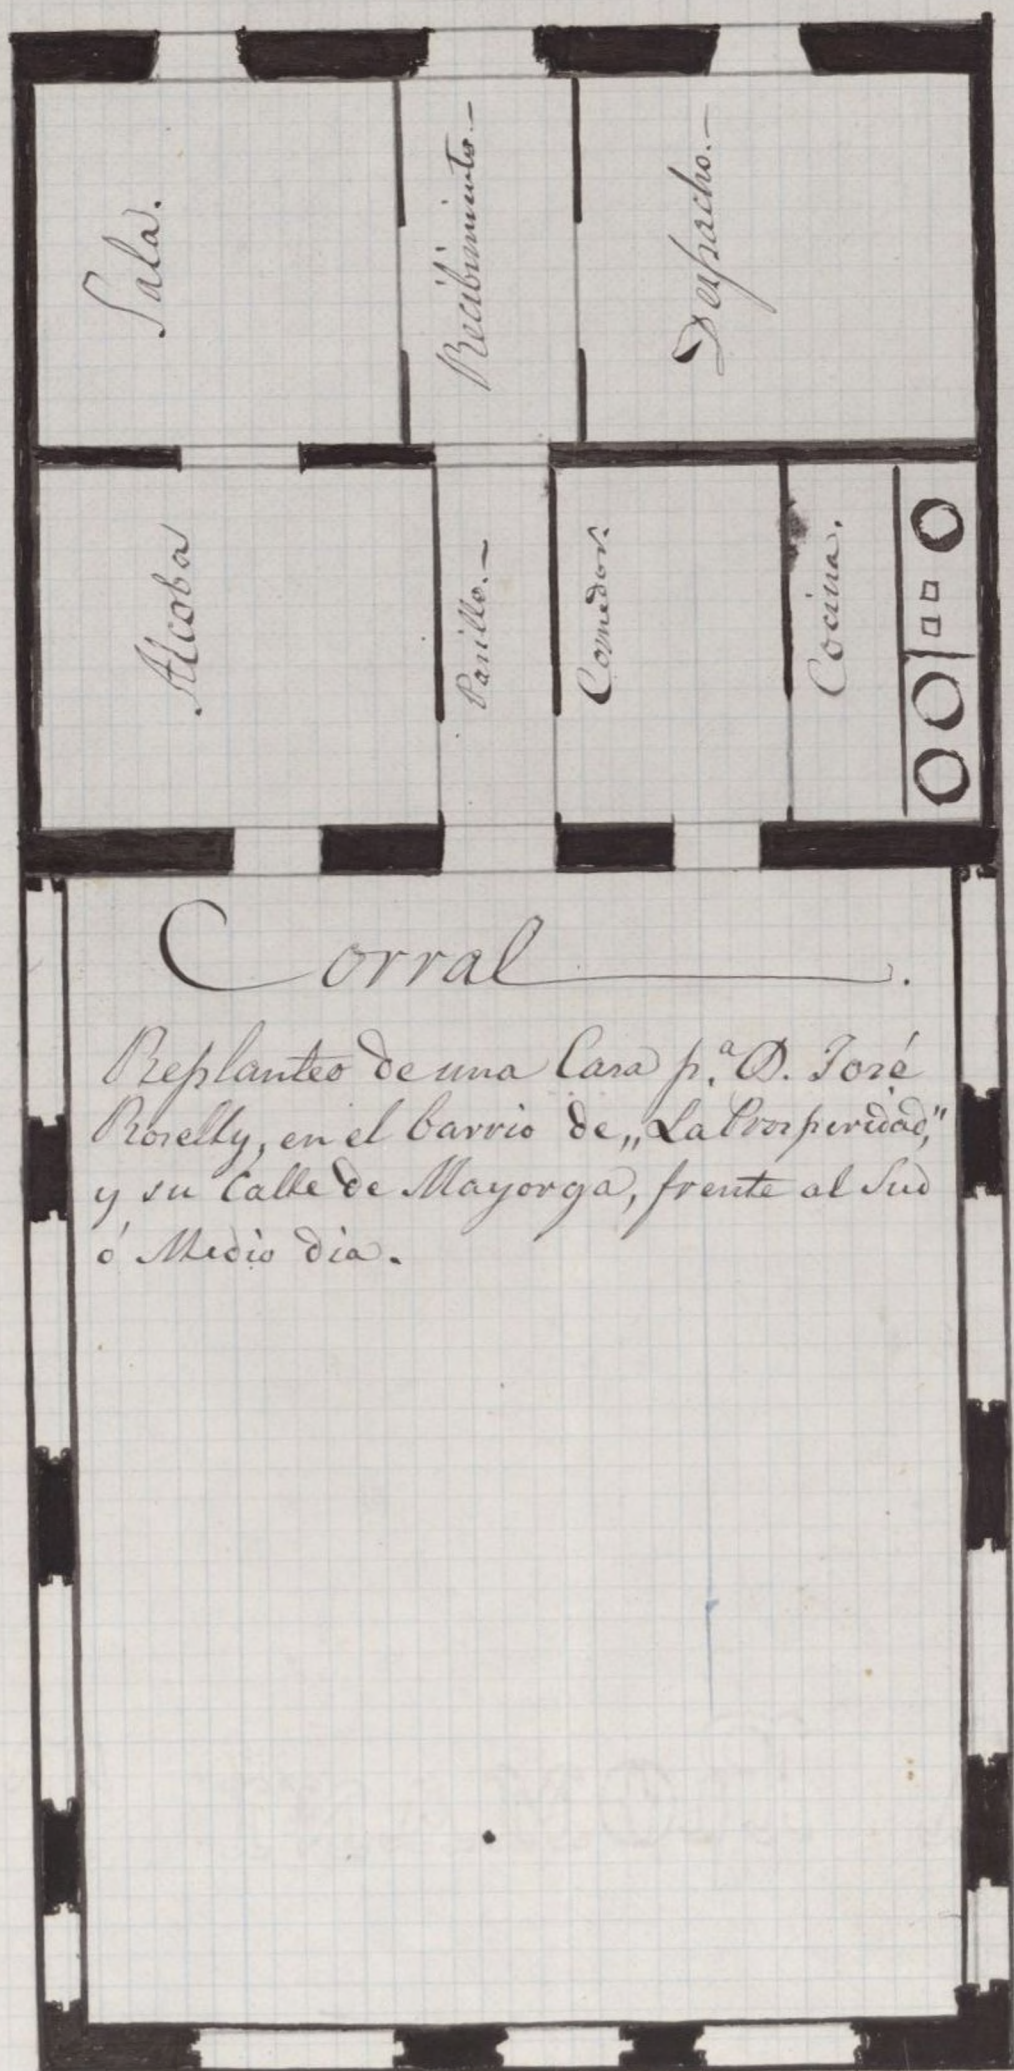 Sala.
Recibimiento.—
Despacho.—
Alcoba
Pasillo.—
Comedor.
Cocina.
Corral.
Replanteo de una Casa p.ª D. José
Roselly, en el barrio de „La Prosperidad,"
y su Calle de Mayorga, frente al Sud
ó Medio dia.